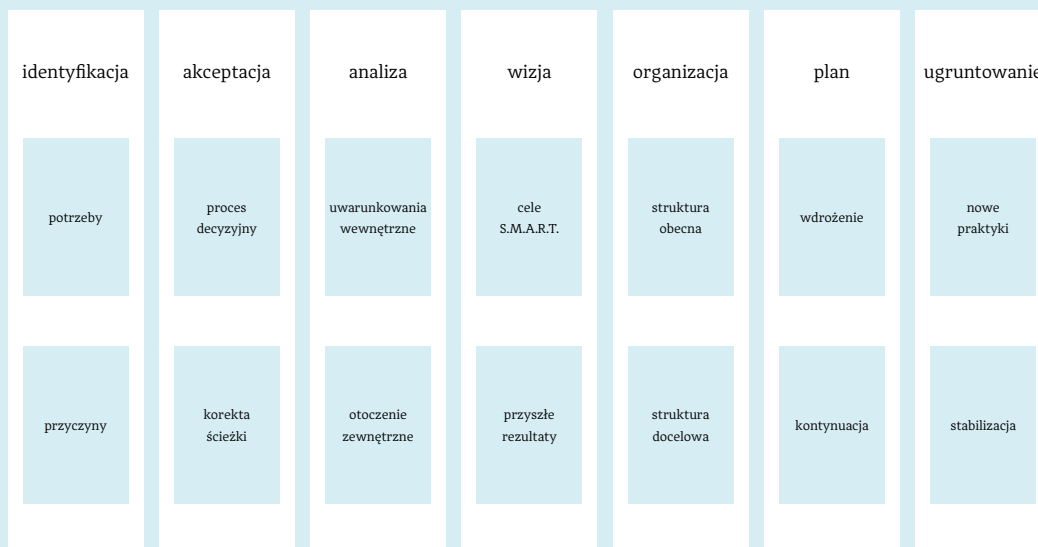 identyfikacja
akceptacja
analiza
wizja
organizacja
plan
ugruntowanie
potrzeby
proces
decyzyjny
uwarunkowania
wewnętrzne
cele
S.M.A.R.T.
struktura
obecna
wdrożenie
nowe
praktyki
przyczyny
korekta
ścieżki
otoczenie
zewnętrzne
przyszłe
rezultaty
struktura
docelowa
kontynuacja
stabilizacja